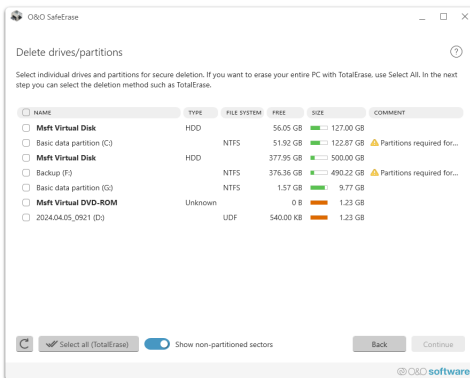 O&O SafeErase
Delete drives/partitions
Select individual drives and partitions for secure deletion. If you want to erase your entire PC with TotalErase, use Select All. In the next
step you can select the deletion method such as TotalErase.
NAME TYPE FILE SYSTEM FREE SIZE COMMENT
Msft Virtual Disk HDD 56.05 GB 127.00 GB
Basic data partition (C:) NTFS 51.92 GB 122.87 GB Partitions required for...
Msft Virtual Disk HDD 377.95 GB 500.00 GB
Backup (F:) NTFS 376.36 GB 490.22 GB Partitions required for...
Basic data partition (G:) NTFS 1.57 GB 9.77 GB
Msft Virtual DVD-ROM Unknown 0 B 1.23 GB
2024.04.05_0921 (D:) UDF 540.00 KB 1.23 GB
Select all (TotalErase) Show non-partitioned sectors Back Continue
O&O software